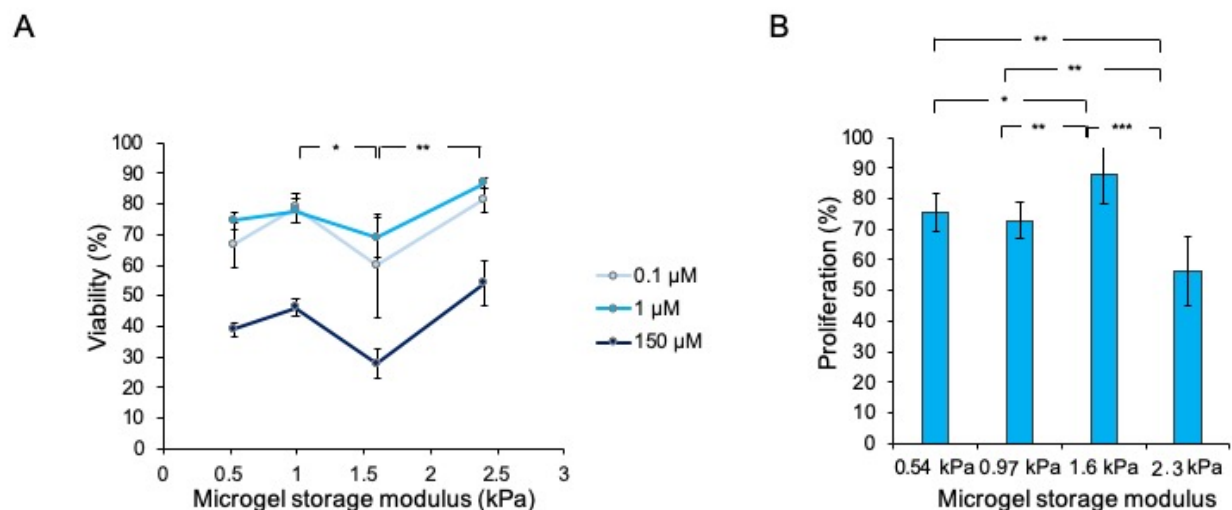 A
* **
Viability (%)
100
90
80
70
60
50
40
30
20
10
0
0 0.5 1 1.5 2 2.5 3
Microgel storage modulus (kPa)
0.1 µM
1 µM
150 µM
B
**
**
*
** ***
Proliferation (%)
100
90
80
70
60
50
40
30
20
10
0
0.54 kPa 0.97 kPa 1.6 kPa 2.3 kPa
Microgel storage modulus